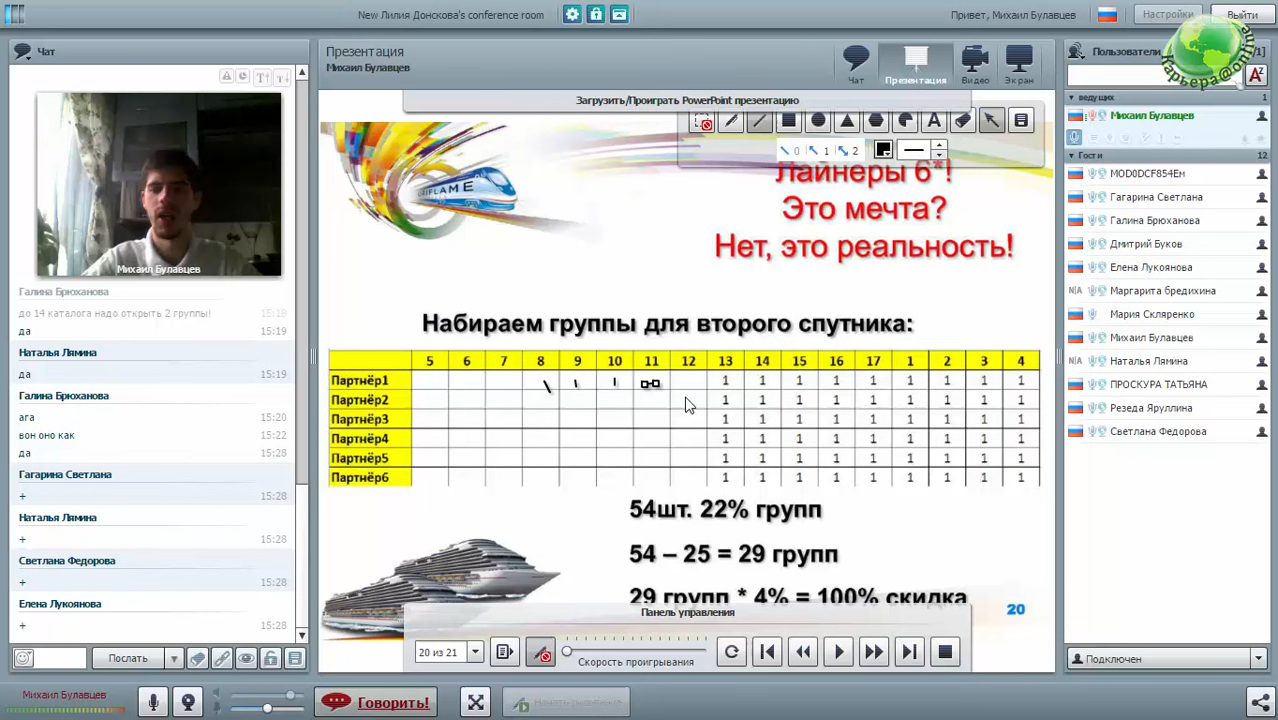 New Лилия Донскова's conference room
Привет, Михаил Булавцев
Настройки
Выйти
Карьера@online
Чат
Михаил Булавцев
Галина Брюханова
до 14 каталога надо открыть 2 группы! 15:18
да 15:19
Наталья Лямина
да 15:19
Галина Брюханова
ага 15:20
вон оно как 15:22
да 15:28
Гагарина Светлана
+ 15:28
Наталья Лямина
+ 15:28
Светлана Федорова
+ 15:28
Елена Лукоянова
+ 15:28
Послать
Презентация
Михаил Булавцев
Чат
Презентация
Видео
Экран
Загрузить/Проиграть PowerPoint презентацию
0 1 2
Лайнеры 6*!
Это мечта?
Нет, это реальность!
Набираем группы для второго спутника:
5 6 7 8 9 10 11 12 13 14 15 16 17 1 2 3 4
Партнёр1 1 1 1 1 1 1 1 1 1
Партнёр2 1 1 1 1 1 1 1 1 1
Партнёр3 1 1 1 1 1 1 1 1 1
Партнёр4 1 1 1 1 1 1 1 1 1
Партнёр5 1 1 1 1 1 1 1 1 1
Партнёр6 1 1 1 1 1 1 1 1 1
54шт. 22% групп
54 – 25 = 29 групп
29 групп * 4% = 100% скидка
20
Панель управления
20 из 21
Скорость проигрывания
Пользователи
ведущих 1
Михаил Булавцев
Гости 12
MOD0DCF854Ен
Гагарина Светлана
Галина Брюханова
Дмитрий Буков
Елена Лукоянова
N|A Маргарита бредихина
N|A Мария Скляренко
Михаил Булавцев
N|A Наталья Лямина
ПРОСКУРА ТАТЬЯНА
Резеда Яруллина
Светлана Федорова
Подключен
Михаил Булавцев
Говорить!